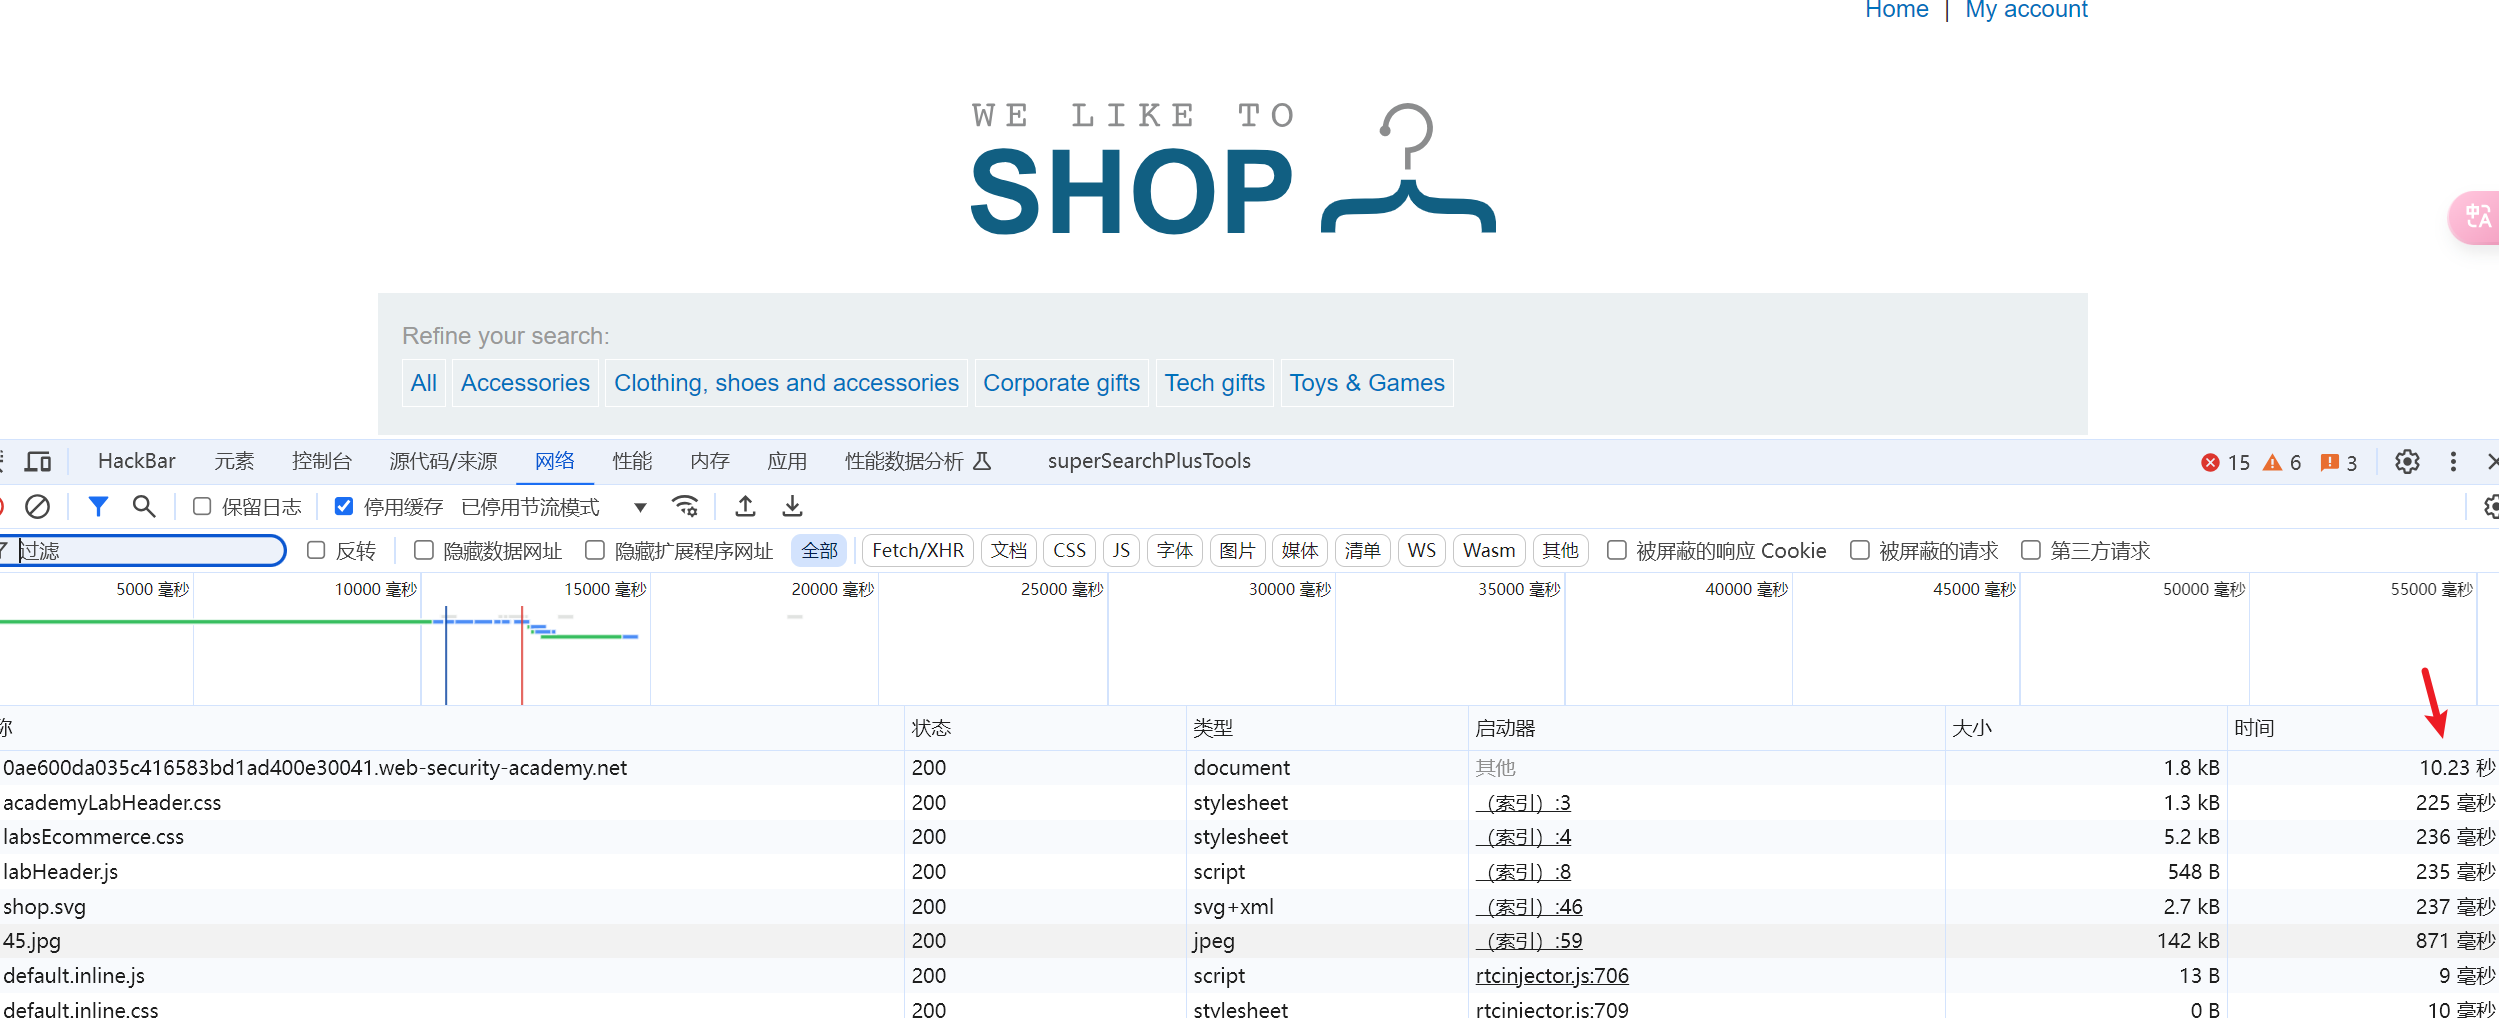 Home | My account
WE LIKE TO
SHOP
中A
Refine your search:
All Accessories Clothing, shoes and accessories Corporate gifts Tech gifts Toys & Games
HackBar 元素 控制台 源代码/来源 网络 性能 内存 应用 性能数据分析 superSearchPlusTools 15 6 3
保留日志 停用缓存 已停用节流模式
过滤 反转 隐藏数据网址 隐藏扩展程序网址 全部 Fetch/XHR 文档 CSS JS 字体 图片 媒体 清单 WS Wasm 其他 被屏蔽的响应 Cookie 被屏蔽的请求 第三方请求
5000 毫秒 10000 毫秒 15000 毫秒 20000 毫秒 25000 毫秒 30000 毫秒 35000 毫秒 40000 毫秒 45000 毫秒 50000 毫秒 55000 毫秒
称 状态 类型 启动器 大小 时间
0ae600da035c416583bd1ad400e30041.web-security-academy.net 200 document 其他 1.8 kB 10.23 秒
academyLabHeader.css 200 stylesheet （索引）:3 1.3 kB 225 毫秒
labsEcommerce.css 200 stylesheet （索引）:4 5.2 kB 236 毫秒
labHeader.js 200 script （索引）:8 548 B 235 毫秒
shop.svg 200 svg+xml （索引）:46 2.7 kB 237 毫秒
45.jpg 200 jpeg （索引）:59 142 kB 871 毫秒
default.inline.js 200 script rtcinjector.js:706 13 B 9 毫秒
default.inline.css 200 stylesheet rtcinjector.js:709 0 B 10 毫秒